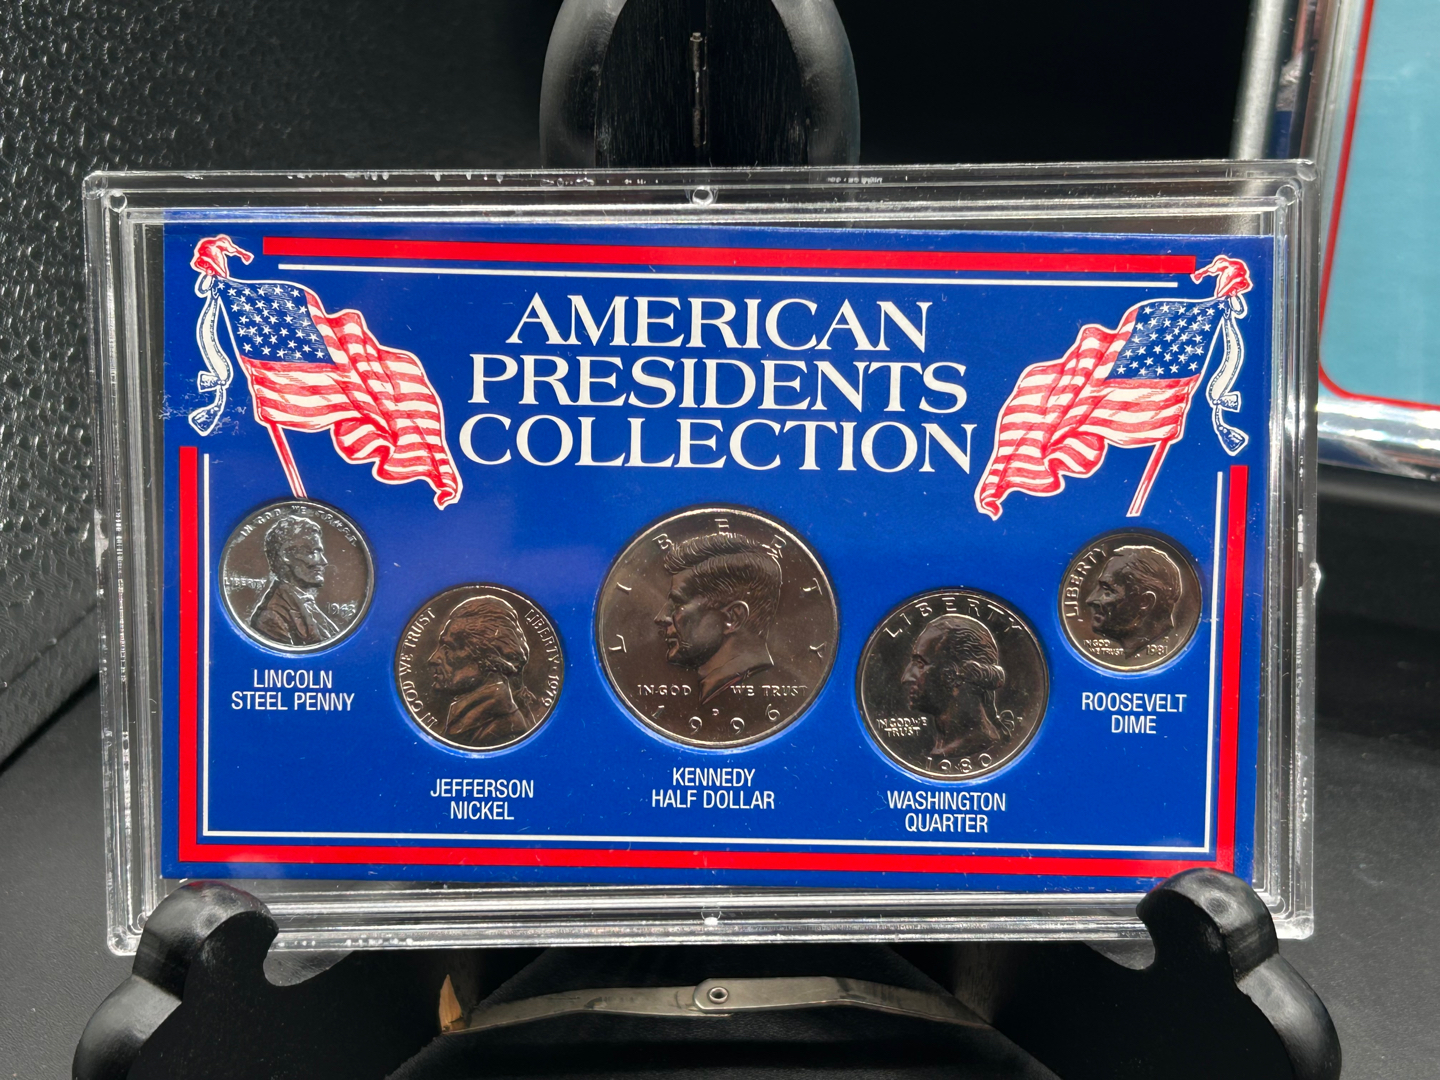 AMERICAN
PRESIDENTS
COLLECTION
IN GOD WE TRUST
LIBERTY
1943
LINCOLN
STEEL PENNY
IN GOD WE TRUST
LIBERTY · 1979
JEFFERSON
NICKEL
LIBERTY
IN GOD WE TRUST
D
1996
KENNEDY
HALF DOLLAR
LIBERTY
IN GOD WE
TRUST
1980
WASHINGTON
QUARTER
LIBERTY
IN GOD
WE TRUST
1981
ROOSEVELT
DIME